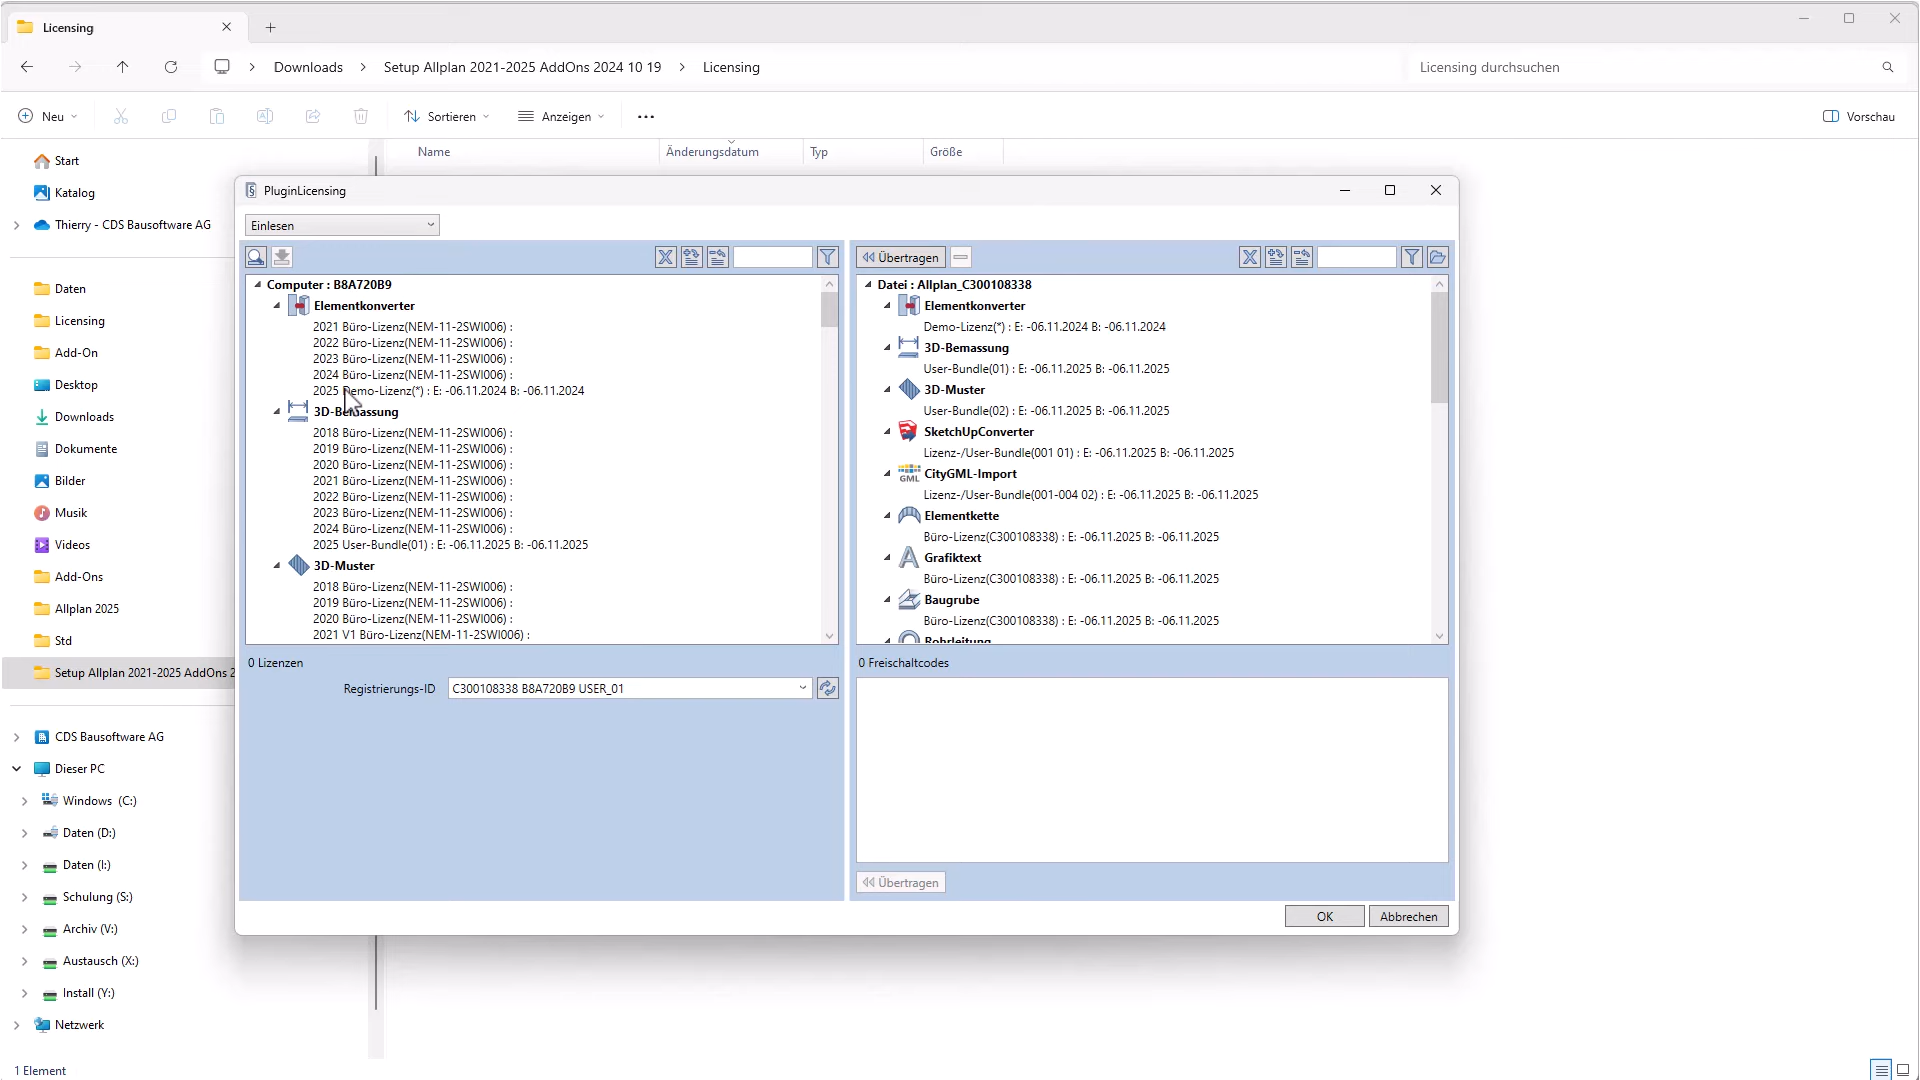 Licensing
Downloads
Setup Allplan 2021-2025 AddOns 2024 10 19
Licensing
Licensing durchsuchen
Neu
Sortieren
Anzeigen
Vorschau
Name
Änderungsdatum
Typ
Größe
Start
Katalog
Thierry - CDS Bausoftware AG
Daten
Licensing
Add-On
Desktop
Downloads
Dokumente
Bilder
Musik
Videos
Add-Ons
Allplan 2025
Std
Setup Allplan 2021-2025 AddOns 2
CDS Bausoftware AG
Dieser PC
Windows (C:)
Daten (D:)
Daten (I:)
Schulung (S:)
Archiv (V:)
Austausch (X:)
Install (Y:)
Netzwerk
1 Element
PluginLicensing
Einlesen
Computer : B8A720B9
Elementkonverter
2021 Büro-Lizenz(NEM-11-2SWI006) :
2022 Büro-Lizenz(NEM-11-2SWI006) :
2023 Büro-Lizenz(NEM-11-2SWI006) :
2024 Büro-Lizenz(NEM-11-2SWI006) :
2025 Demo-Lizenz(*) : E: -06.11.2024 B: -06.11.2024
3D-Bemassung
2018 Büro-Lizenz(NEM-11-2SWI006) :
2019 Büro-Lizenz(NEM-11-2SWI006) :
2020 Büro-Lizenz(NEM-11-2SWI006) :
2021 Büro-Lizenz(NEM-11-2SWI006) :
2022 Büro-Lizenz(NEM-11-2SWI006) :
2023 Büro-Lizenz(NEM-11-2SWI006) :
2024 Büro-Lizenz(NEM-11-2SWI006) :
2025 User-Bundle(01) : E: -06.11.2025 B: -06.11.2025
3D-Muster
2018 Büro-Lizenz(NEM-11-2SWI006) :
2019 Büro-Lizenz(NEM-11-2SWI006) :
2020 Büro-Lizenz(NEM-11-2SWI006) :
2021 V1 Büro-Lizenz(NEM-11-2SWI006) :
0 Lizenzen
Registrierungs-ID
C300108338 B8A720B9 USER_01
Übertragen
Datei : Allplan_C300108338
Elementkonverter
Demo-Lizenz(*) : E: -06.11.2024 B: -06.11.2024
3D-Bemassung
User-Bundle(01) : E: -06.11.2025 B: -06.11.2025
3D-Muster
User-Bundle(02) : E: -06.11.2025 B: -06.11.2025
SketchUpConverter
Lizenz-/User-Bundle(001 01) : E: -06.11.2025 B: -06.11.2025
GML CityGML-Import
Lizenz-/User-Bundle(001-004 02) : E: -06.11.2025 B: -06.11.2025
Elementkette
Büro-Lizenz(C300108338) : E: -06.11.2025 B: -06.11.2025
Grafiktext
Büro-Lizenz(C300108338) : E: -06.11.2025 B: -06.11.2025
Baugrube
Büro-Lizenz(C300108338) : E: -06.11.2025 B: -06.11.2025
Rohrleitung
0 Freischaltcodes
Übertragen
OK
Abbrechen